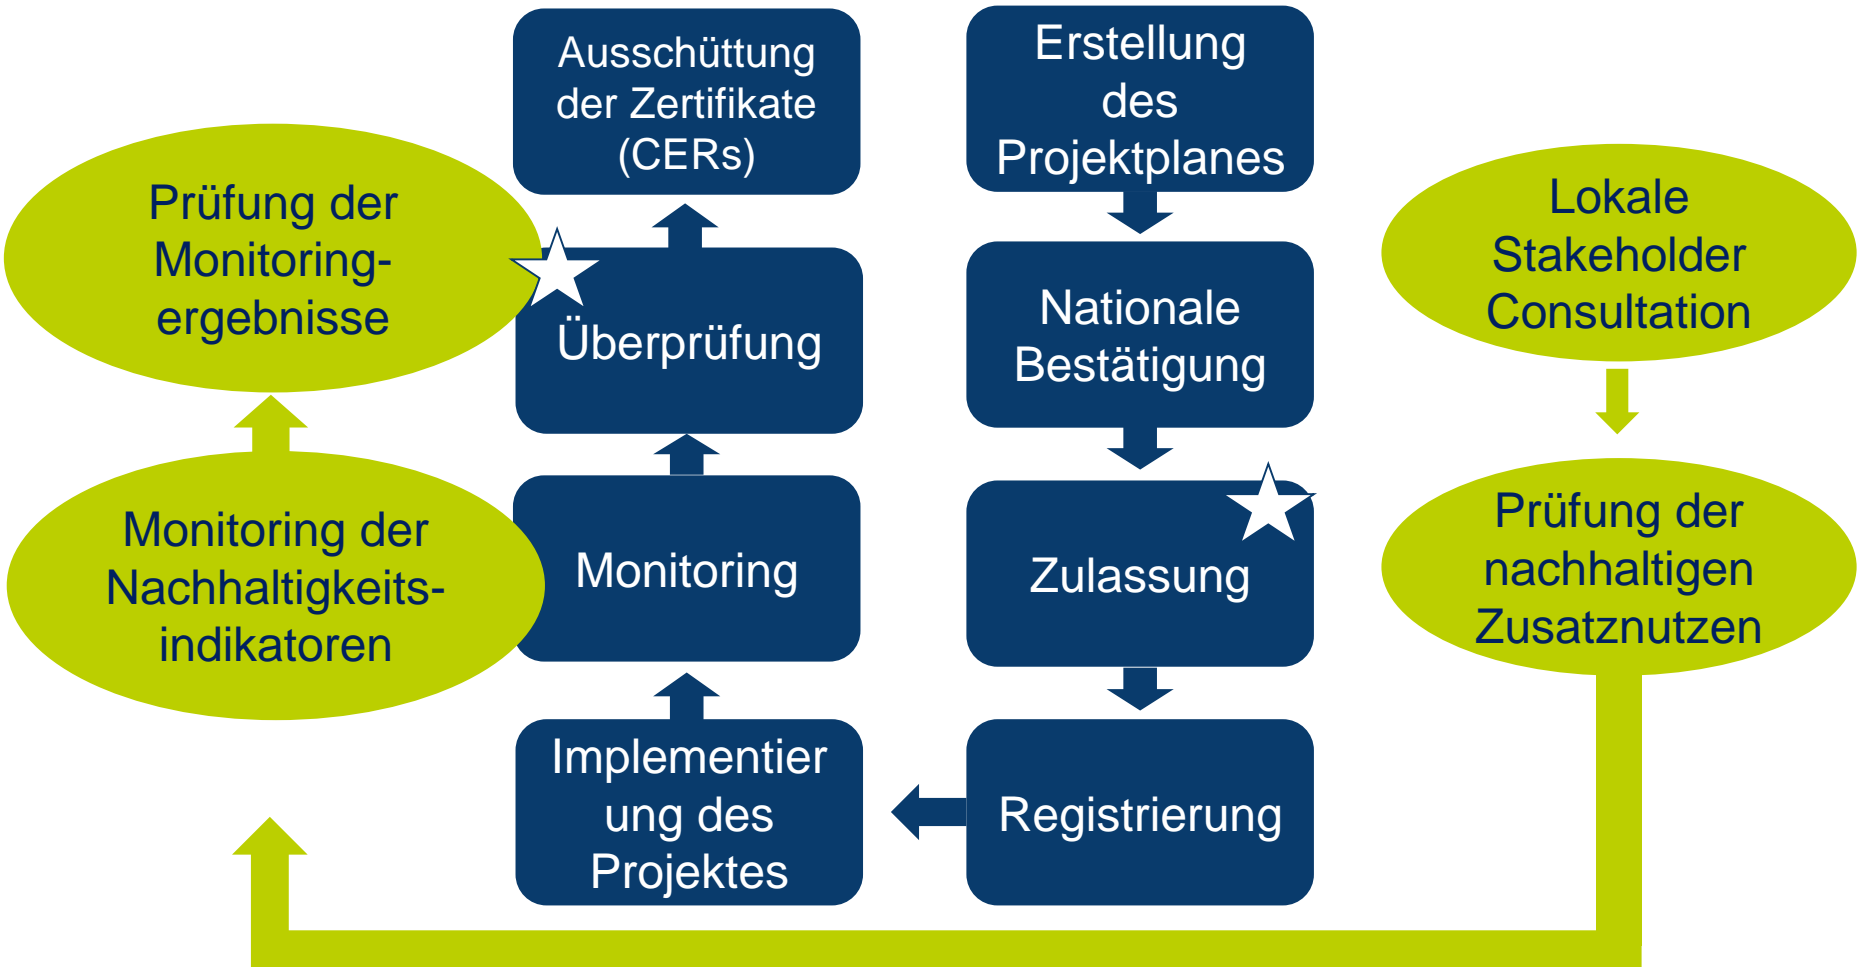 Ausschüttung
der Zertifikate
(CERs)
Erstellung
des
Projektplanes
Prüfung der
Monitoring-
ergebnisse
Überprüfung
Nationale
Bestätigung
Lokale
Stakeholder
Consultation
Monitoring der
Nachhaltigkeits-
indikatoren
Monitoring
Zulassung
Prüfung der
nachhaltigen
Zusatznutzen
Implementier
ung des
Projektes
Registrierung